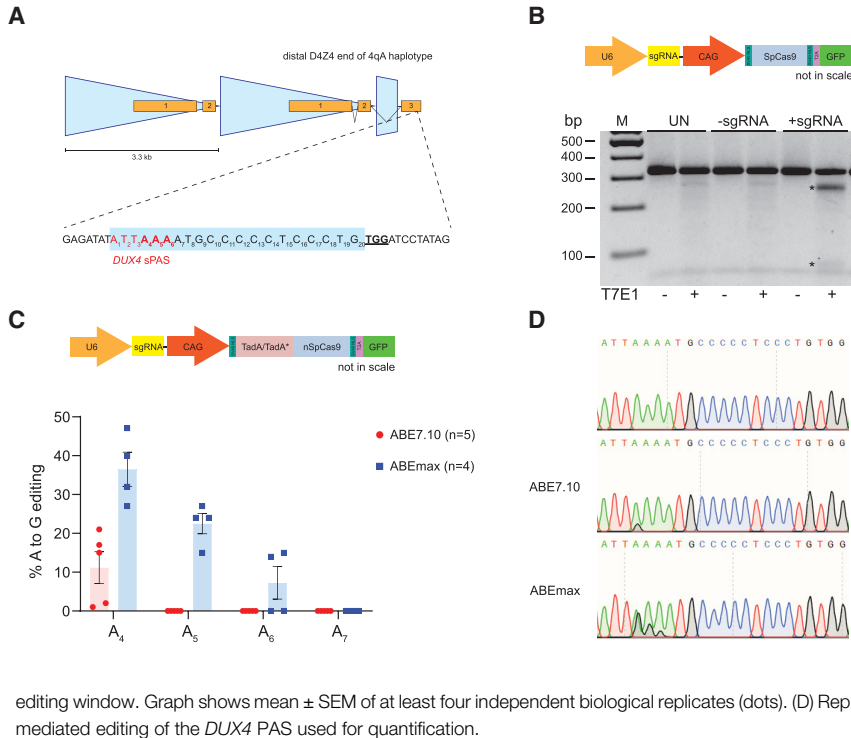 A
distal D4Z4 end of 4qA haplotype
1 2 1 2 3
3.3 kb
GAGATATA1T2T3A4A5A6A7T8G9C10C11C12C13C14T15C16C17C18T19G20TGGATCCTATAG
DUX4 sPAS
B
U6 sgRNA CAG SpCas9 T2A GFP
not in scale
bp M UN -sgRNA +sgRNA
500
400
300
200
100
*
*
T7E1 - + - + - +
C
U6 sgRNA CAG TadA/TadA* nSpCas9 T2A GFP
not in scale
% A to G editing
50
40
30
20
10
0
A4 A5 A6 A7
ABE7.10 (n=5)
ABEmax (n=4)
D
ATTAAAATGCCCCCTCCCTGTGG
ABE7.10
ATTAAAATGCCCCCTCCCTGTGG
ABEmax
ATTAAAATGCCCCCTCCCTGTGG
editing window. Graph shows mean ± SEM of at least four independent biological replicates (dots). (D) Rep
mediated editing of the DUX4 PAS used for quantification.